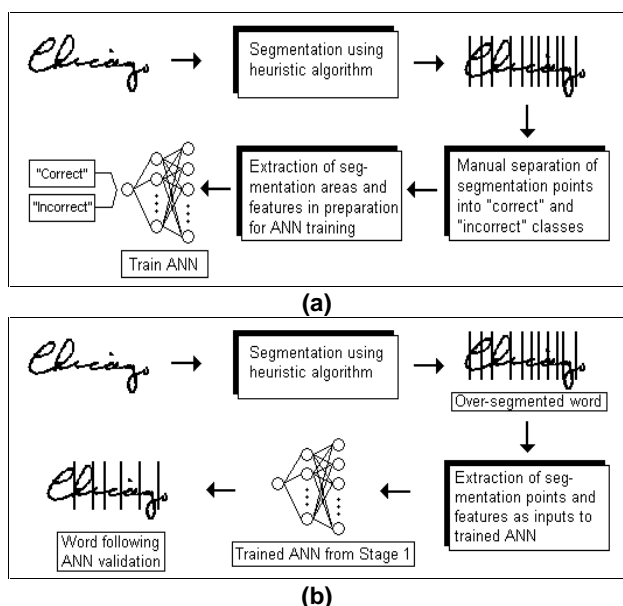 Chicago
Segmentation using
heuristic algorithm
Chicago
Manual separation of
segmentation points
into "correct" and
"incorrect" classes
Extraction of seg-
mentation areas and
features in preparation
for ANN training
"Correct"
"Incorrect"
Train ANN
(a)
Chicago
Segmentation using
heuristic algorithm
Chicago
Over-segmented word
Extraction of seg-
mentation points and
features as inputs to
trained ANN
Trained ANN from Stage 1
Chicago
Word following
ANN validation
(b)